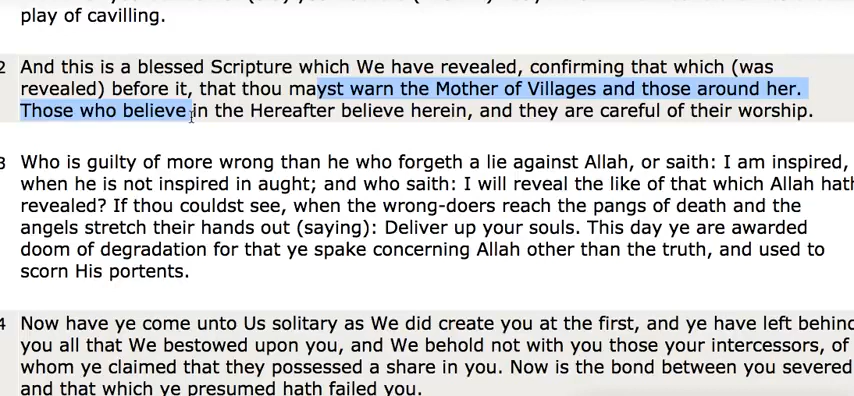 play of cavilling.
2 And this is a blessed Scripture which We have revealed, confirming that which (was
revealed) before it, that thou mayst warn the Mother of Villages and those around her.
Those who believe in the Hereafter believe herein, and they are careful of their worship.
3 Who is guilty of more wrong than he who forgeth a lie against Allah, or saith: I am inspired,
when he is not inspired in aught; and who saith: I will reveal the like of that which Allah hath
revealed? If thou couldst see, when the wrong-doers reach the pangs of death and the
angels stretch their hands out (saying): Deliver up your souls. This day ye are awarded
doom of degradation for that ye spake concerning Allah other than the truth, and used to
scorn His portents.
4 Now have ye come unto Us solitary as We did create you at the first, and ye have left behind
you all that We bestowed upon you, and We behold not with you those your intercessors, of
whom ye claimed that they possessed a share in you. Now is the bond between you severed
and that which ye presumed hath failed you.